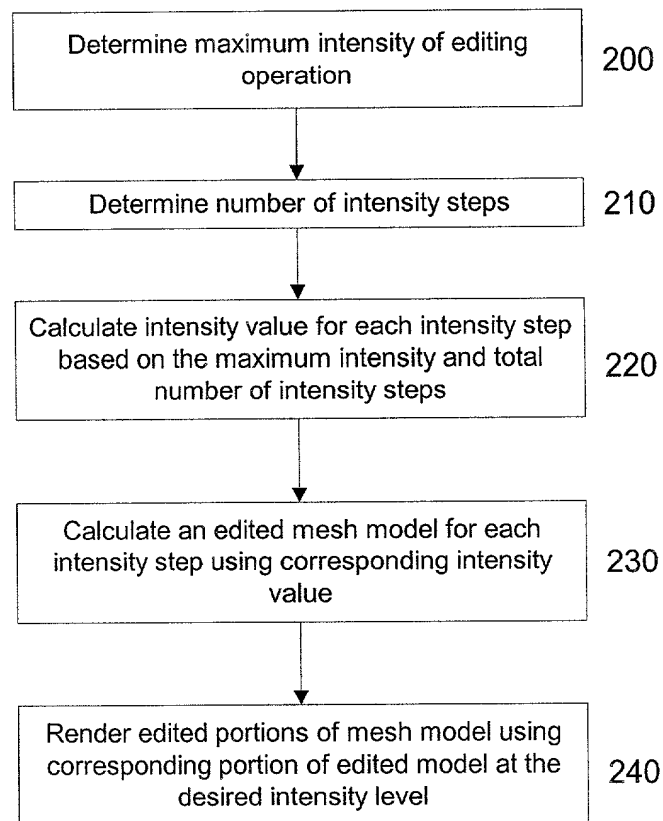 Determine maximum intensity of editing
operation
200
Determine number of intensity steps
210
Calculate intensity value for each intensity step
based on the maximum intensity and total
number of intensity steps
220
Calculate an edited mesh model for each
intensity step using corresponding intensity
value
230
Render edited portions of mesh model using
corresponding portion of edited model at the
desired intensity level
240